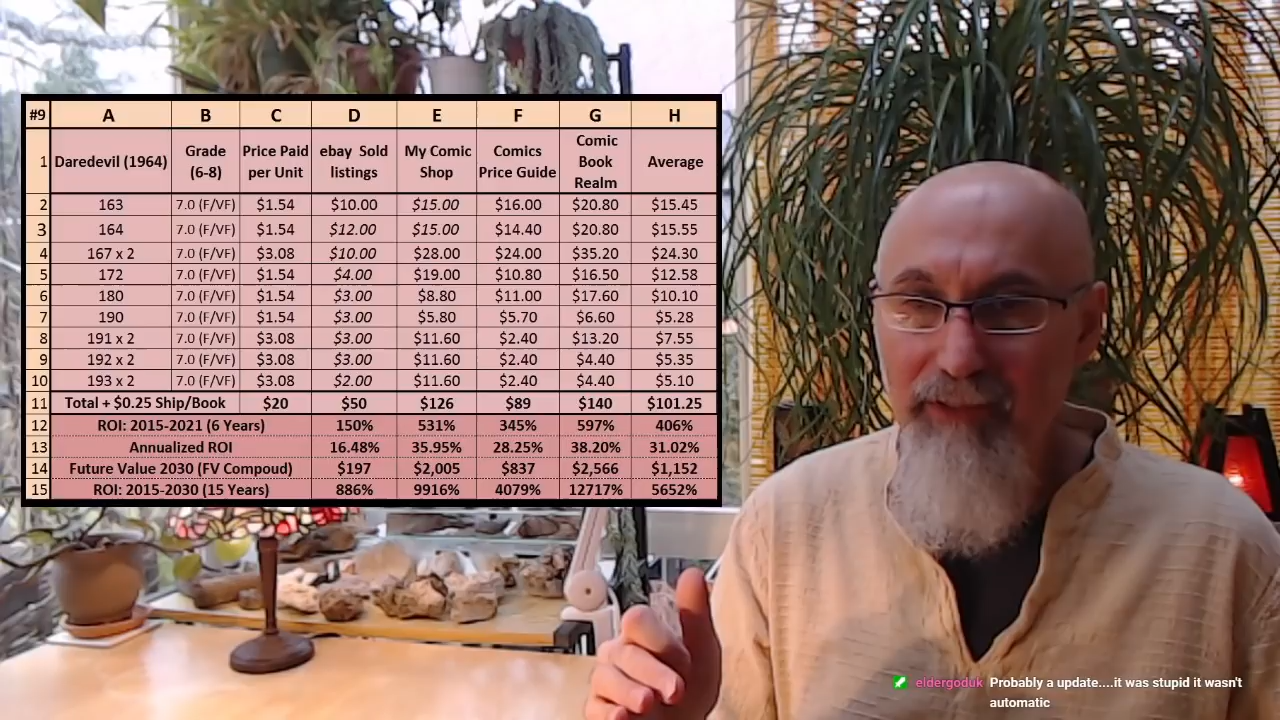 #9 A B C D E F G H
1 Daredevil (1964) Grade (6-8) Price Paid per Unit ebay Sold listings My Comic Shop Comics Price Guide Comic Book Realm Average
2 163 7.0 (F/VF) $1.54 $10.00 $15.00 $16.00 $20.80 $15.45
3 164 7.0 (F/VF) $1.54 $12.00 $15.00 $14.40 $20.80 $15.55
4 167 x 2 7.0 (F/VF) $3.08 $10.00 $28.00 $24.00 $35.20 $24.30
5 172 7.0 (F/VF) $1.54 $4.00 $19.00 $10.80 $16.50 $12.58
6 180 7.0 (F/VF) $1.54 $3.00 $8.80 $11.00 $17.60 $10.10
7 190 7.0 (F/VF) $1.54 $3.00 $5.80 $5.70 $6.60 $5.28
8 191 x 2 7.0 (F/VF) $3.08 $3.00 $11.60 $2.40 $13.20 $7.55
9 192 x 2 7.0 (F/VF) $3.08 $3.00 $11.60 $2.40 $4.40 $5.35
10 193 x 2 7.0 (F/VF) $3.08 $2.00 $11.60 $2.40 $4.40 $5.10
11 Total + $0.25 Ship/Book $20 $50 $126 $89 $140 $101.25
12 ROI: 2015-2021 (6 Years) 150% 531% 345% 597% 406%
13 Annualized ROI 16.48% 35.95% 28.25% 38.20% 31.02%
14 Future Value 2030 (FV Compoud) $197 $2,005 $837 $2,566 $1,152
15 ROI: 2015-2030 (15 Years) 886% 9916% 4079% 12717% 5652%
eldergoduk Probably a update....it was stupid it wasn't
automatic